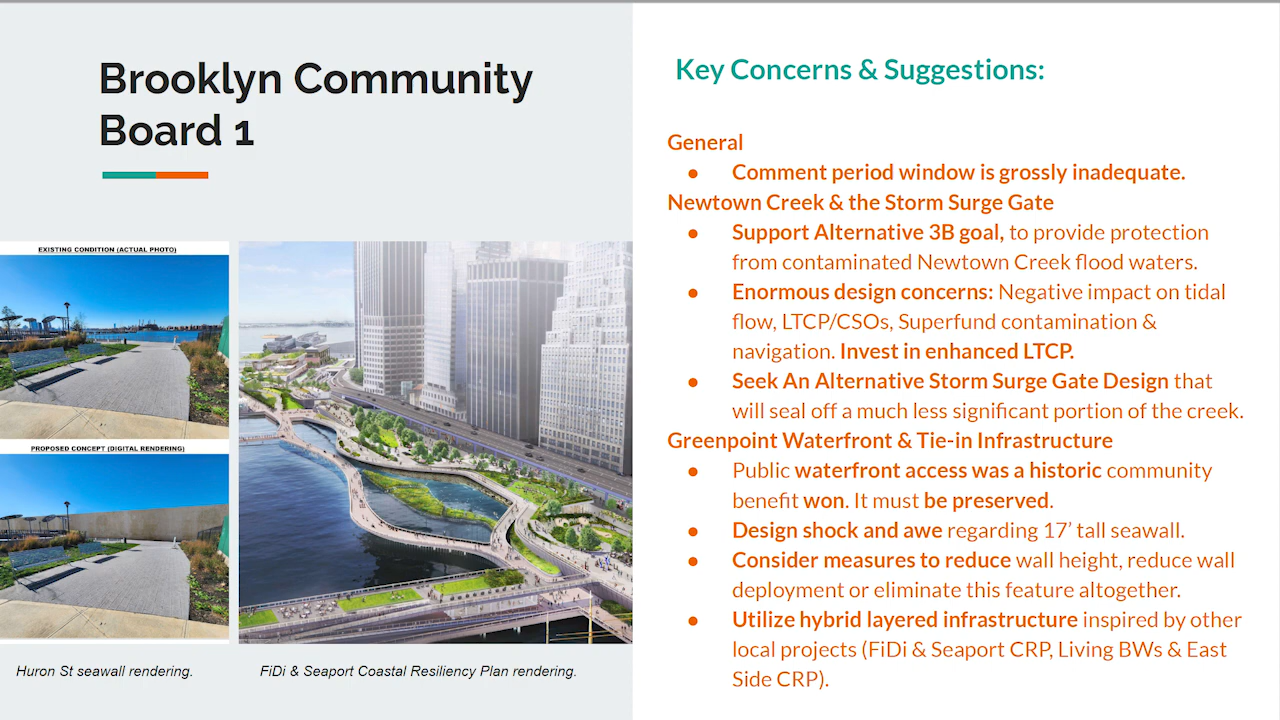 Brooklyn Community
Board 1
EXISTING CONDITION (ACTUAL PHOTO)
PROPOSED CONCEPT (DIGITAL RENDERING)
Huron St seawall rendering.
FiDi & Seaport Coastal Resiliency Plan rendering.
Key Concerns & Suggestions:
General
● Comment period window is grossly inadequate.
Newtown Creek & the Storm Surge Gate
● Support Alternative 3B goal, to provide protection
from contaminated Newtown Creek flood waters.
● Enormous design concerns: Negative impact on tidal
flow, LTCP/CSOs, Superfund contamination &
navigation. Invest in enhanced LTCP.
● Seek An Alternative Storm Surge Gate Design that
will seal off a much less significant portion of the creek.
Greenpoint Waterfront & Tie-in Infrastructure
● Public waterfront access was a historic community
benefit won. It must be preserved.
● Design shock and awe regarding 17’ tall seawall.
● Consider measures to reduce wall height, reduce wall
deployment or eliminate this feature altogether.
● Utilize hybrid layered infrastructure inspired by other
local projects (FiDi & Seaport CRP, Living BWs & East
Side CRP).